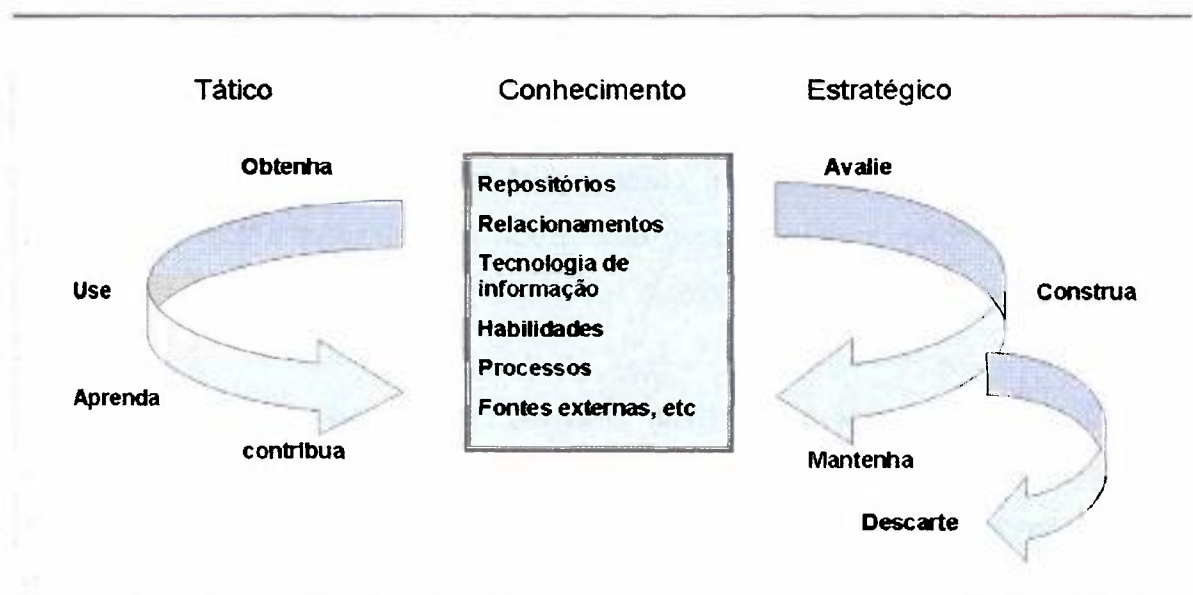 Tático
Conhecimento
Estratégico
Obtenha
Use
Aprenda
contribua
Repositórios
Relacionamentos
Tecnologia de
informação
Habilidades
Processos
Fontes externas, etc
Avalie
Construa
Mantenha
Descarte